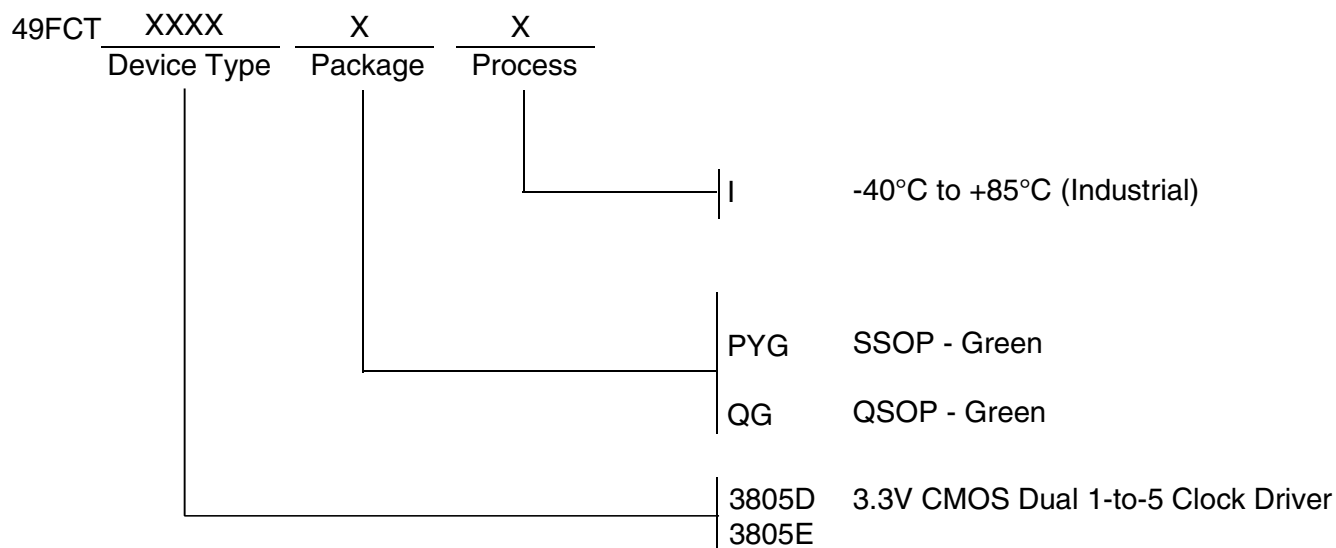 49FCT XXXX X X
Device Type Package Process
I -40°C to +85°C (Industrial)
PYG SSOP - Green
QG QSOP - Green
3805D 3.3V CMOS Dual 1-to-5 Clock Driver
3805E